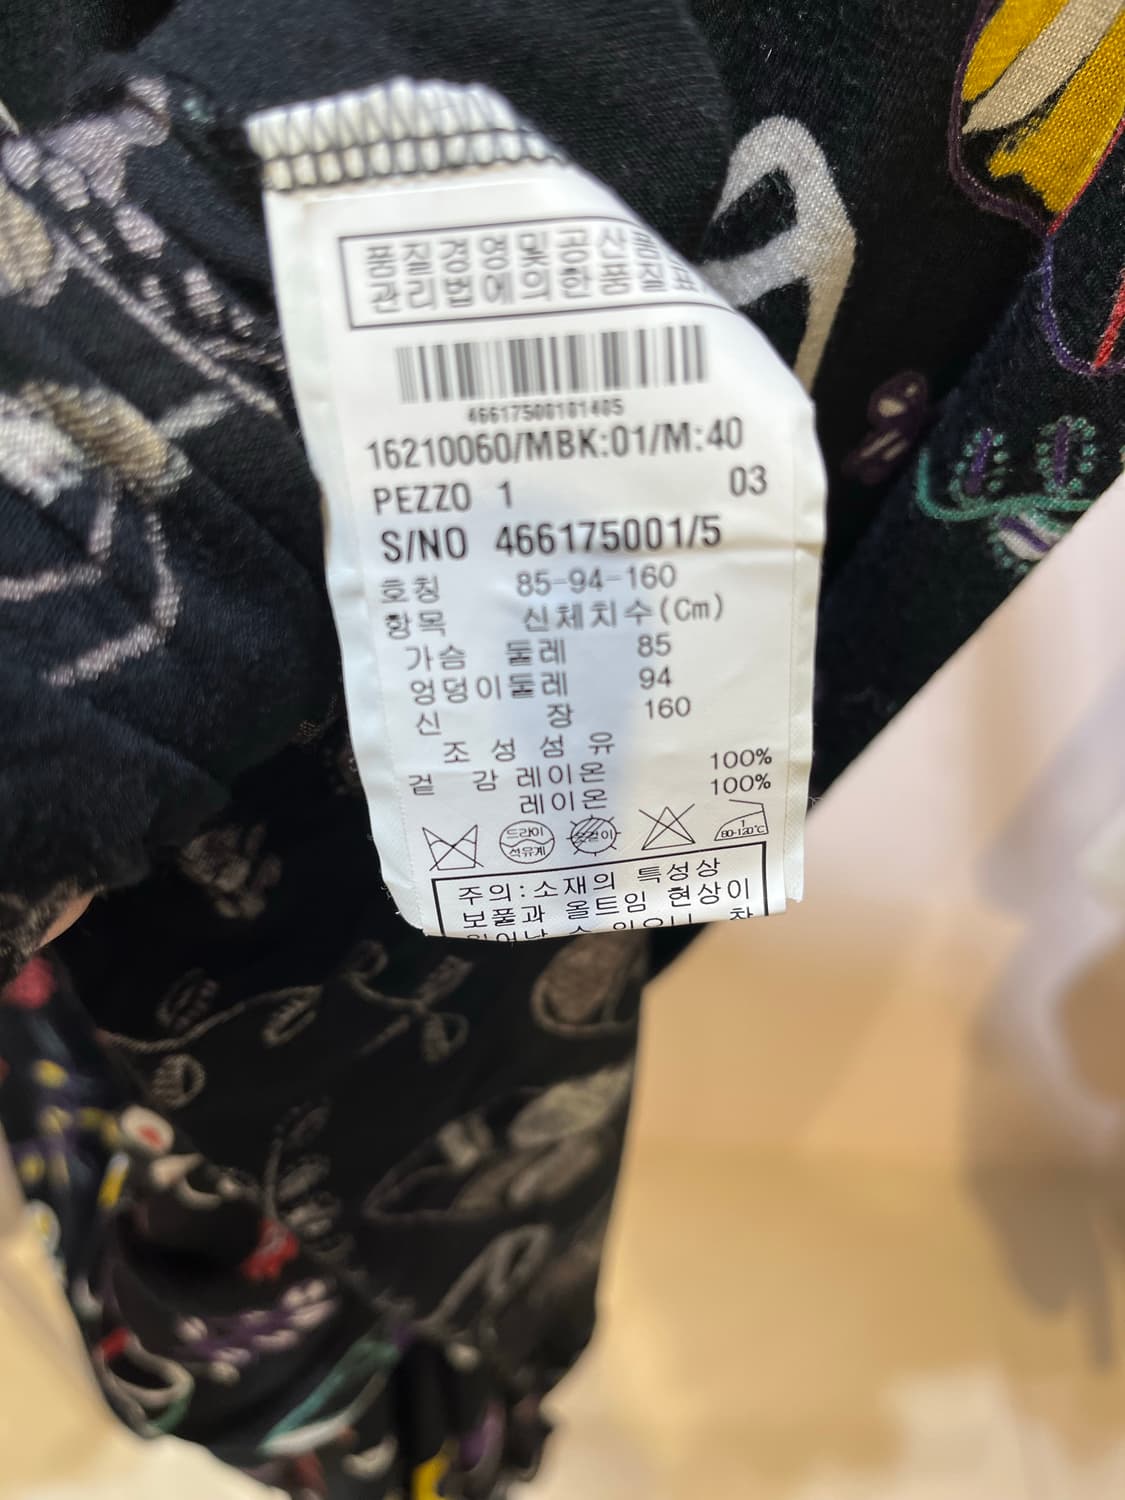 품질경영및공산품
관리법에의한품질표
46617500101405
16210060/MBK:01/M:40
PEZZO 1 03
S/NO 466175001/5
호칭 85-94-160
항목 신체치수(Cm)
가슴 둘레 85
엉덩이둘레 94
신 장 160
조 성 섬 유
겉 감 레이온 100%
레이온 100%
드라이
석유계
1
80-120℃
주의:소재의 특성상
보풀과 올트임 현상이